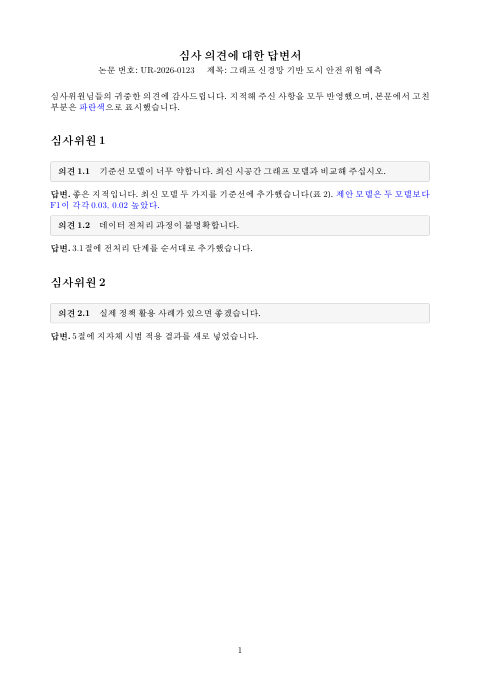 심사 의견에 대한 답변서
논문 번호: UR-2026-0123 제목: 그래프 신경망 기반 도시 안전 위험 예측
심사위원님들의 귀중한 의견에 감사드립니다. 지적해 주신 사항을 모두 반영했으며, 본문에서 고친
부분은 파란색으로 표시했습니다.
심사위원 1
의견 1.1 기준선 모델이 너무 약합니다. 최신 시공간 그래프 모델과 비교해 주십시오.
답변. 좋은 지적입니다. 최신 모델 두 가지를 기준선에 추가했습니다(표 2). 제안 모델은 두 모델보다
F1이 각각 0.03, 0.02 높았다.
의견 1.2 데이터 전처리 과정이 불명확합니다.
답변. 3.1절에 전처리 단계를 순서대로 추가했습니다.
심사위원 2
의견 2.1 실제 정책 활용 사례가 있으면 좋겠습니다.
답변. 5절에 지자체 시범 적용 결과를 새로 넣었습니다.
1